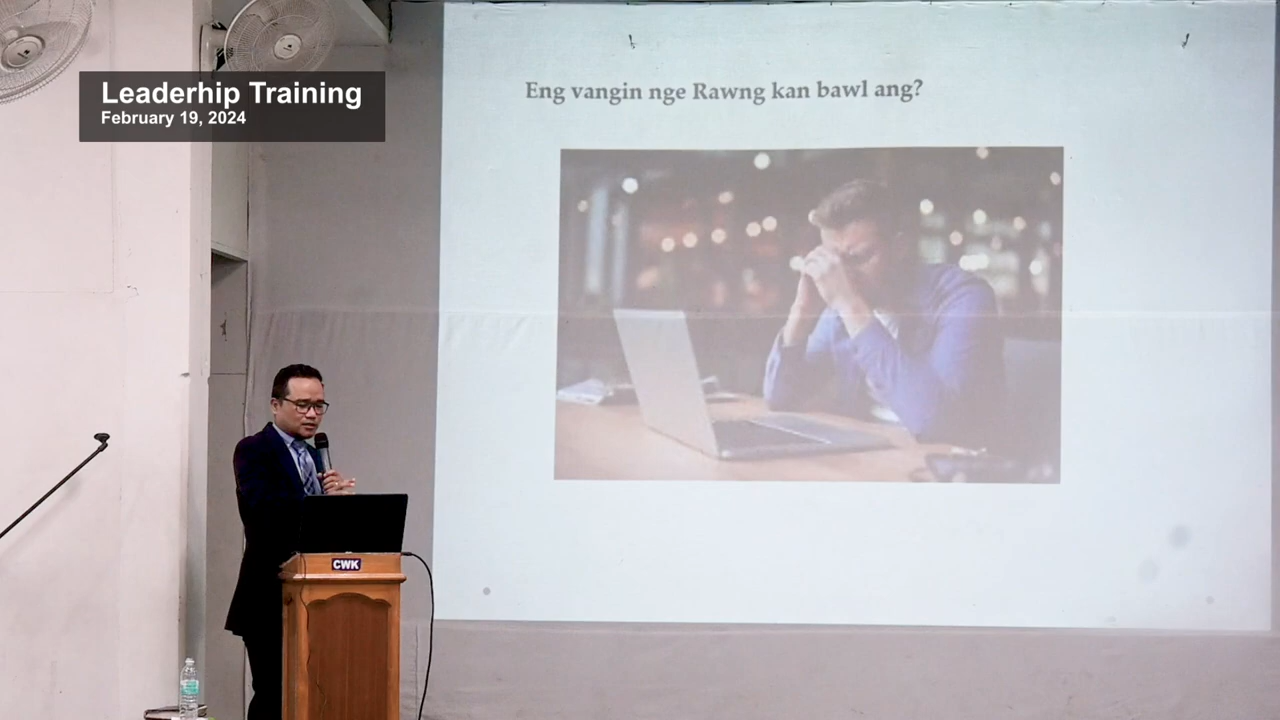 Leaderhip Training
February 19, 2024
Eng vangin nge Rawng kan bawl ang?
CWK